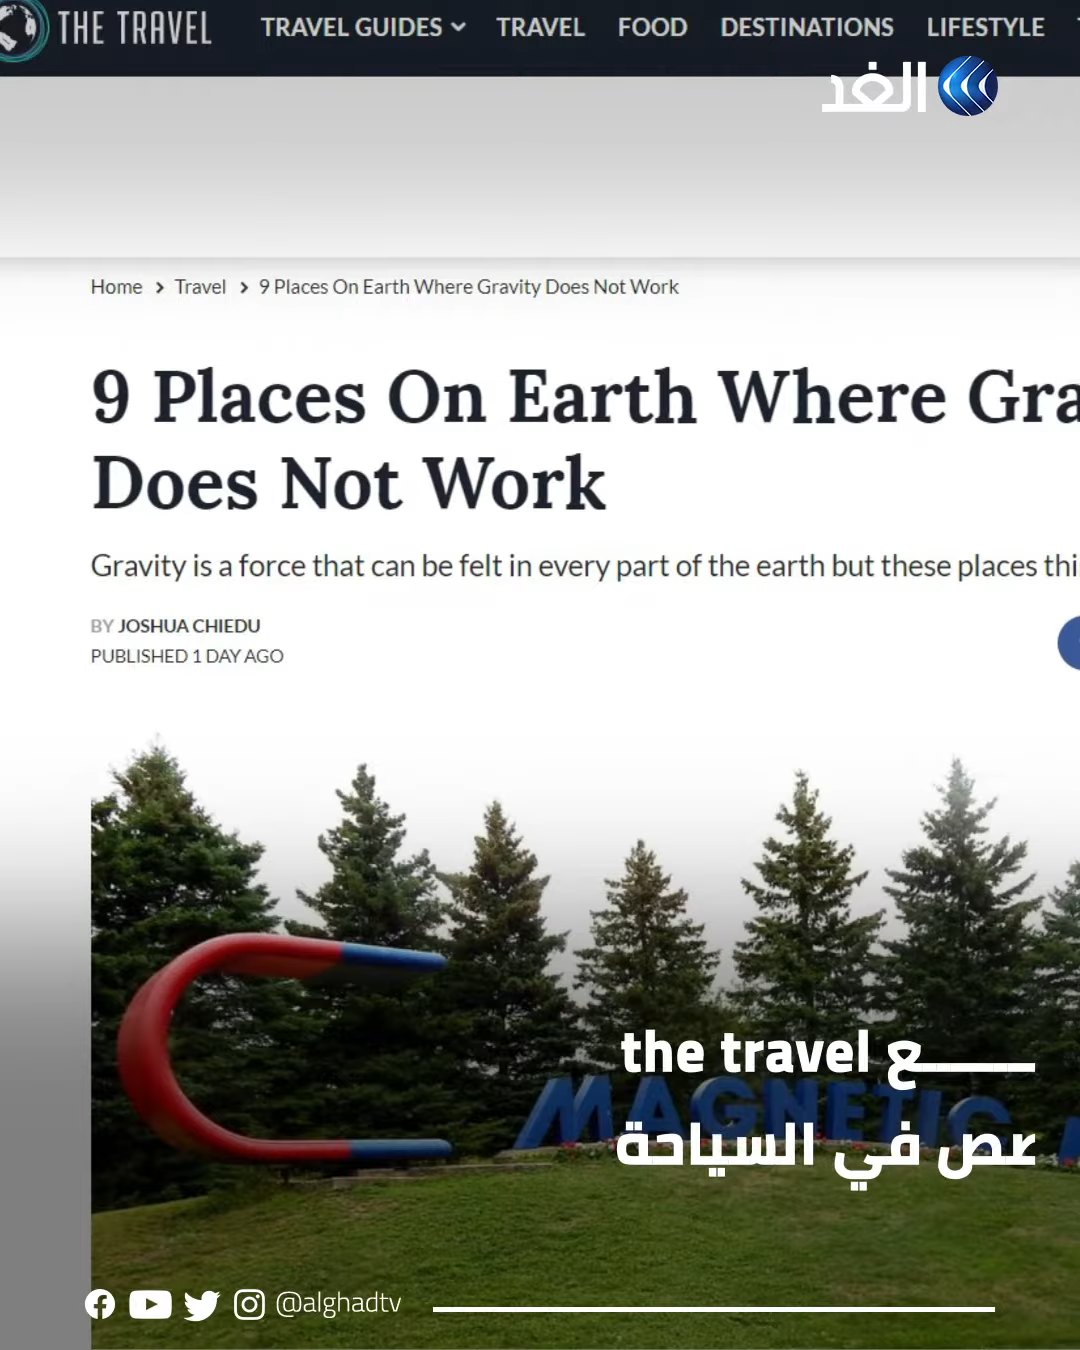 THE TRAVEL
TRAVEL GUIDES TRAVEL FOOD DESTINATIONS LIFESTYLE
الغد
Home > Travel > 9 Places On Earth Where Gravity Does Not Work
9 Places On Earth Where Gra
Does Not Work
Gravity is a force that can be felt in every part of the earth but these places thi
BY JOSHUA CHIEDU
PUBLISHED 1 DAY AGO
MAGNETIC
ـــــع the travel
صص في السياحة
@alghadtv